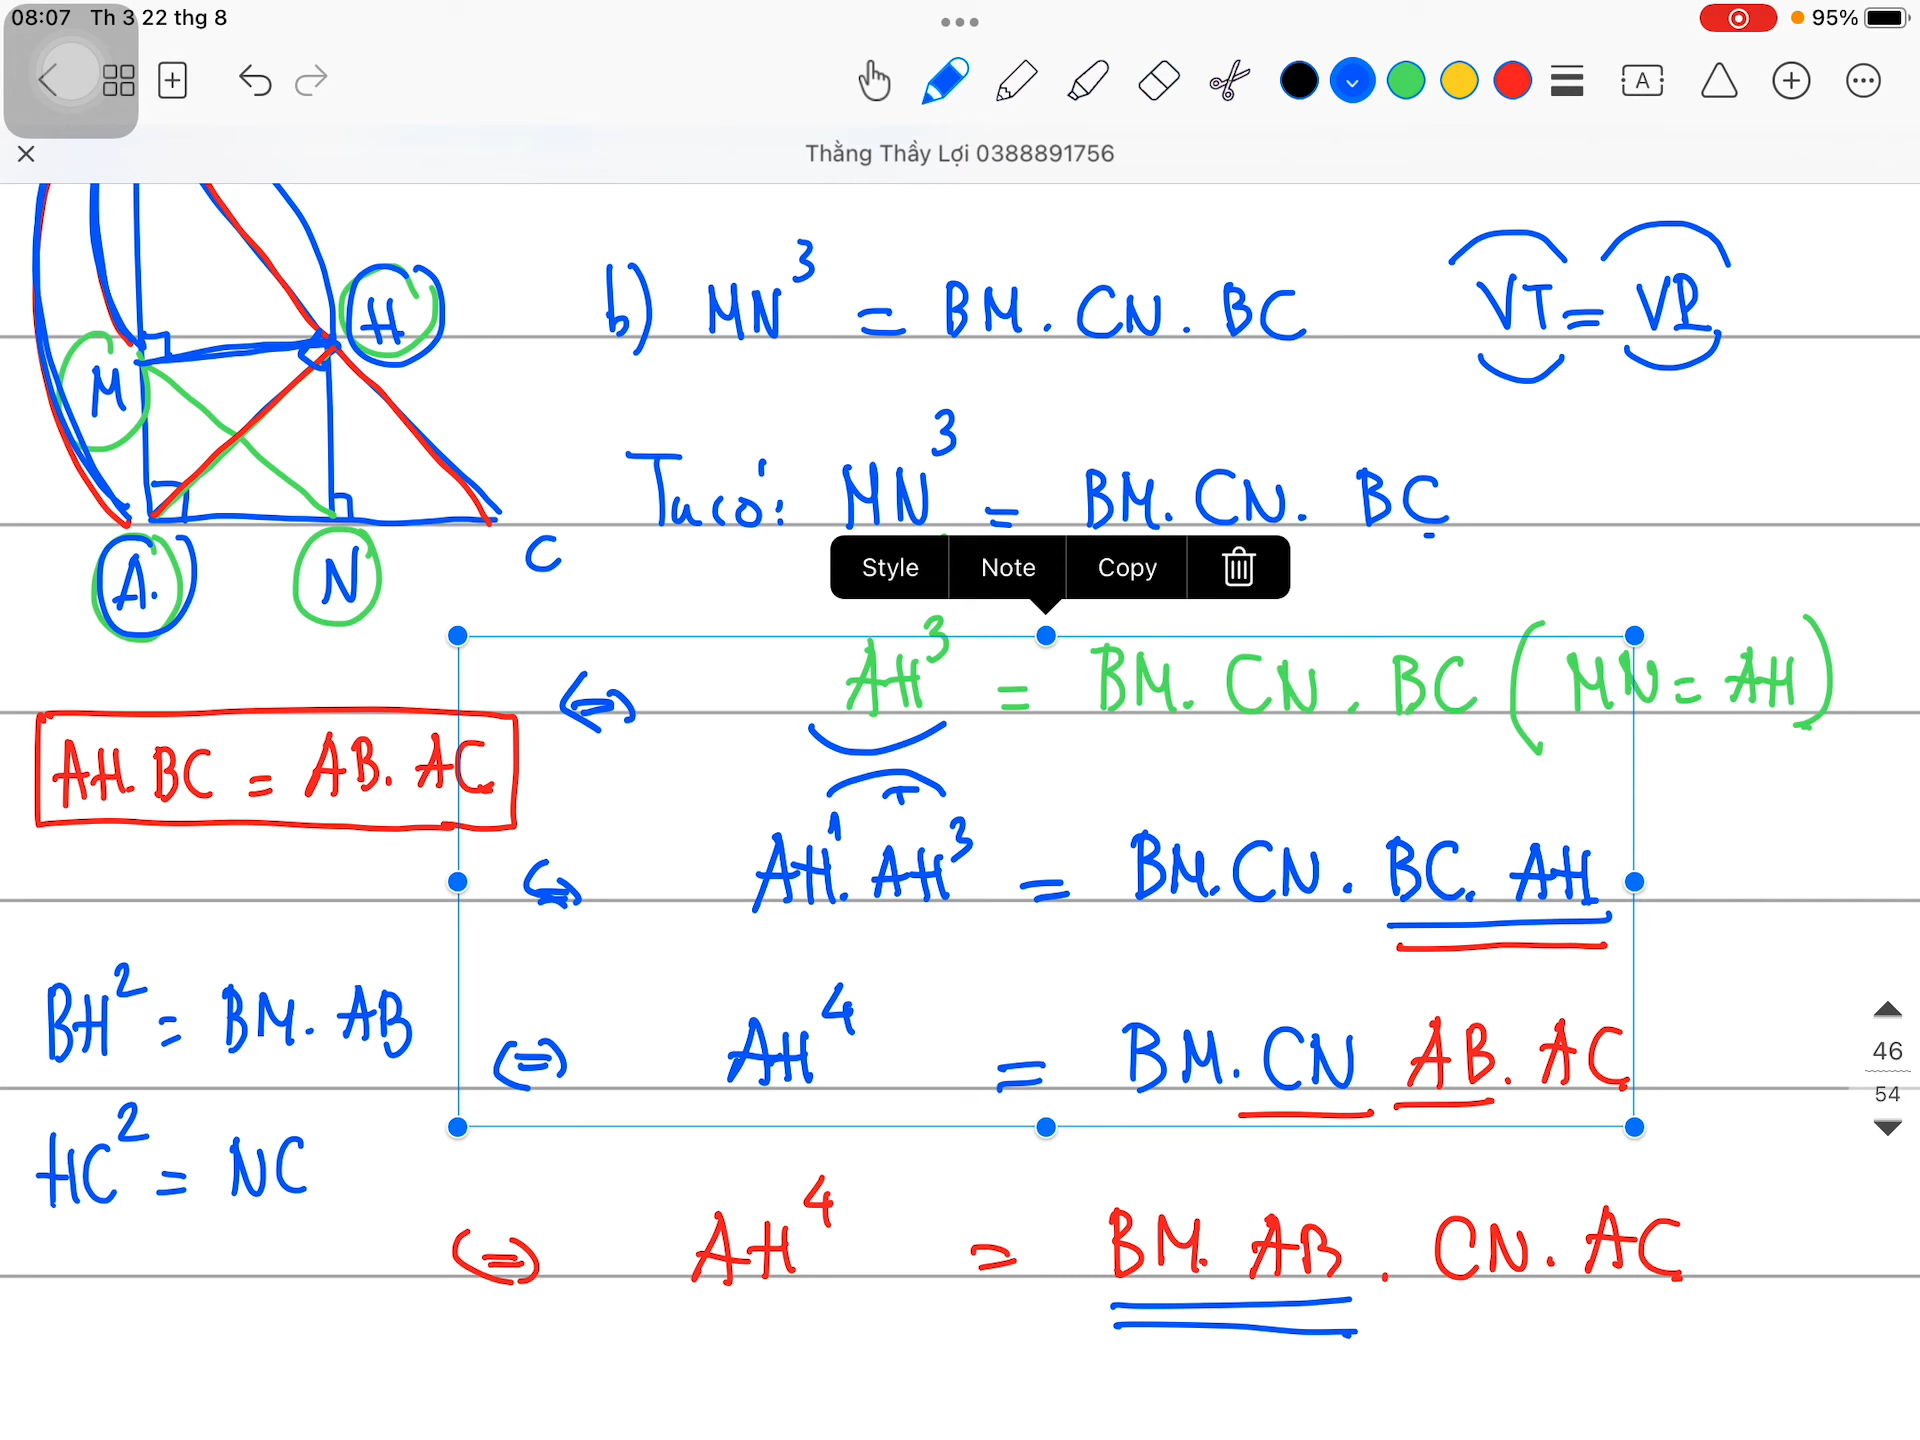 08:07 Th 3 22 thg 8
95%
Thằng Thầy Lợi 0388891756
H
M
A.
N
C
b) MN³ = BM. CN. BC
VT = VP
Ta có: MN³ = BM. CN. BC
Style Note Copy
⇔ AH³ = BM. CN. BC (MN = AH)
AH. BC = AB. AC
⇔ AH¹. AH³ = BM. CN. BC. AH
BH² = BM. AB
⇔ AH⁴ = BM. CN AB. AC
46
54
HC² = NC
⇔ AH⁴ = BM. AB. CN. AC